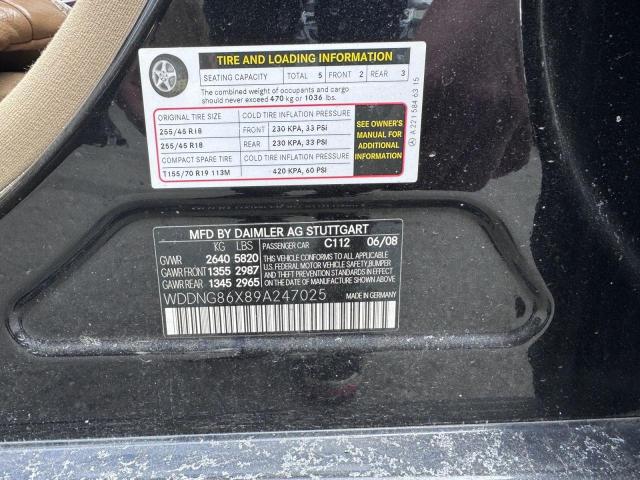 TIRE AND LOADING INFORMATION
SEATING CAPACITY TOTAL 5 FRONT 2 REAR 3
The combined weight of occupants and cargo
should never exceed 470 kg or 1036 lbs.
ORIGINAL TIRE SIZE COLD TIRE INFLATION PRESSURE
255/45 R18 FRONT 230 KPA, 33 PSI
255/45 R18 REAR 230 KPA, 33 PSI
COMPACT SPARE TIRE COLD TIRE INFLATION PRESSURE
T155/70 R19 113M 420 KPA, 60 PSI
SEE OWNER'S
MANUAL FOR
ADDITIONAL
INFORMATION
A 221 584 63 15
MFD BY DAIMLER AG STUTTGART
KG LBS PASSENGER CAR C112 06/08
GVWR 2640 5820
GAWR FRONT 1355 2987
GAWR REAR 1345 2965
THIS VEHICLE CONFORMS TO ALL APPLICABLE
U.S. FEDERAL MOTOR VEHICLE SAFETY, BUMPER
AND THEFT PREVENTION STANDARDS IN EFFECT
ON THE DATE OF MANUFACTURE SHOWN ABOVE.
WDDNG86X89A247025 MADE IN GERMANY